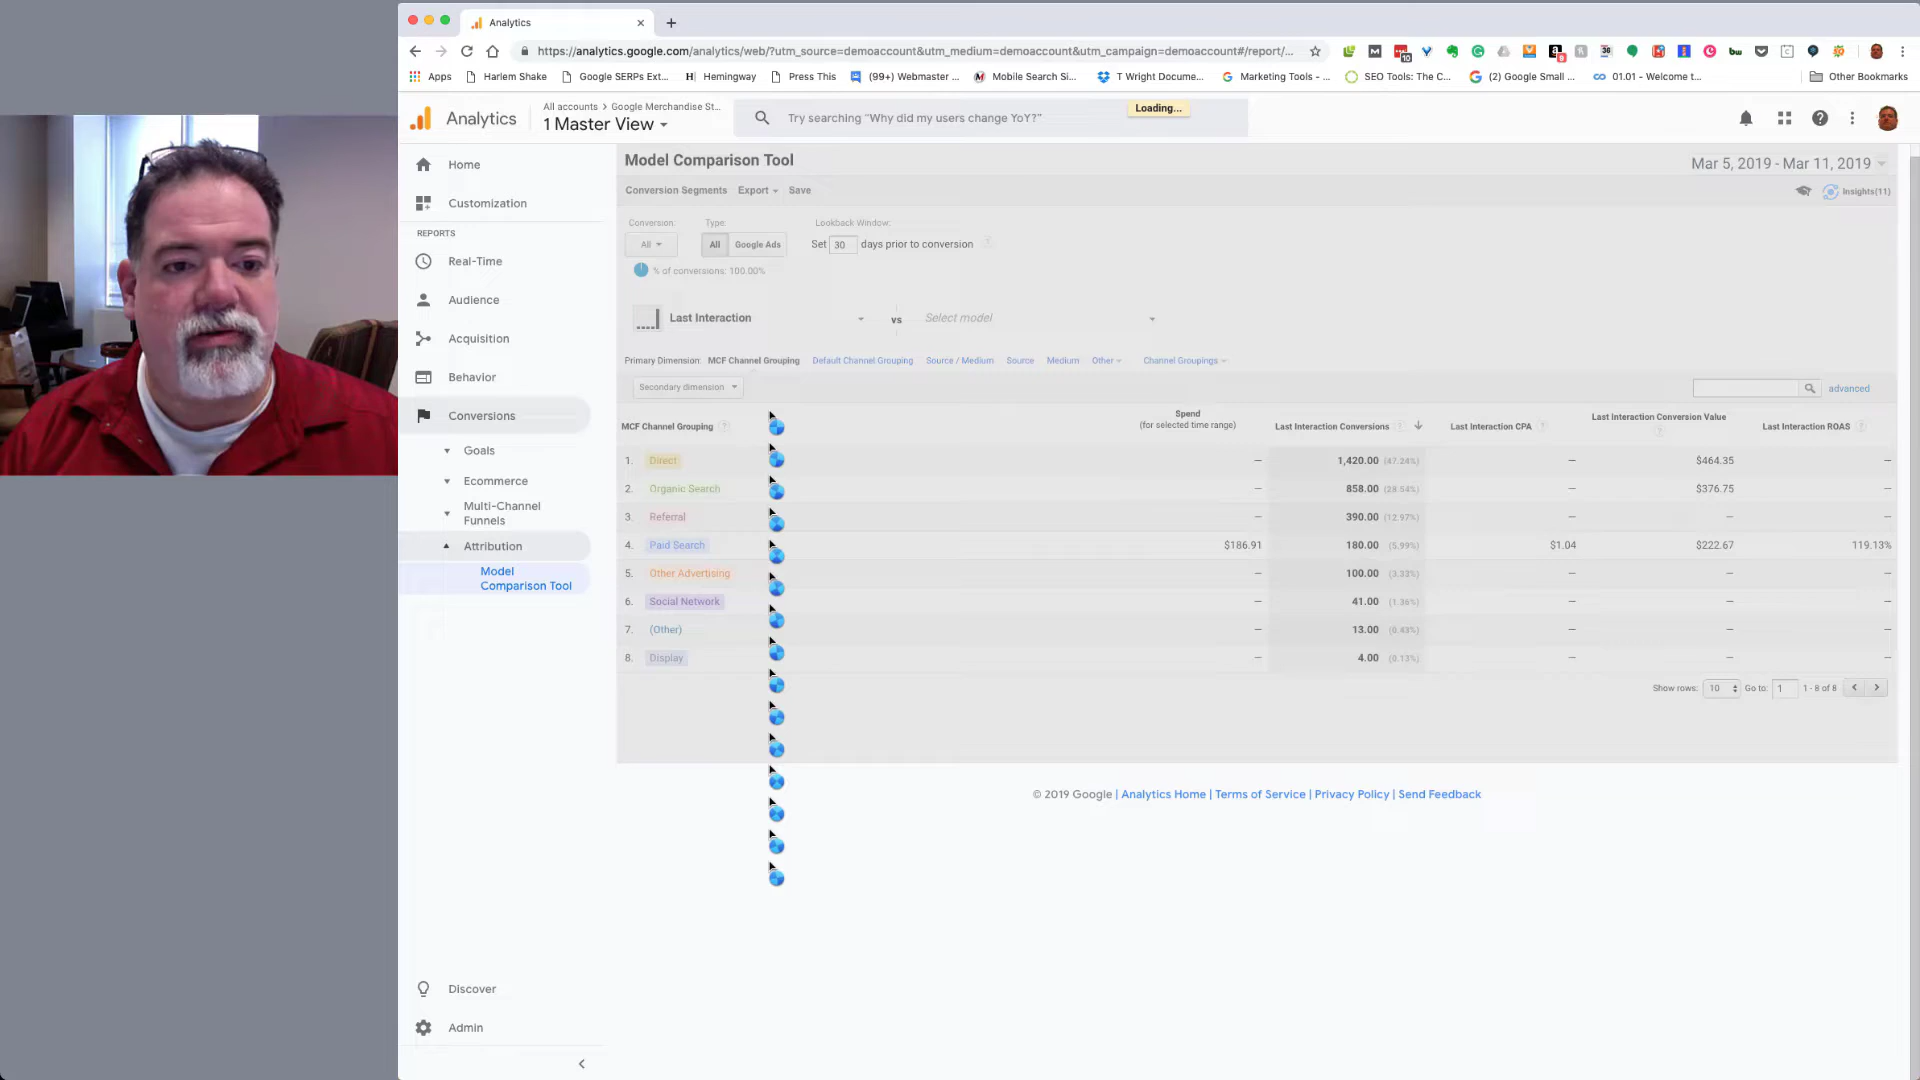 Analytics
https://analytics.google.com/analytics/web/?utm_source=demoaccount&utm_medium=demoaccount&utm_campaign=demoaccount#/report/...
Apps Harlem Shake Google SERPs Ext... Hemingway Press This (99+) Webmaster ... Mobile Search Si... T Wright Docume... Marketing Tools - ... SEO Tools: The C... (2) Google Small ... 01.01 - Welcome t... Other Bookmarks
Analytics
All accounts > Google Merchandise St...
1 Master View
Try searching "Why did my users change YoY?"
Loading...
Home
Customization
REPORTS
Real-Time
Audience
Acquisition
Behavior
Conversions
Goals
Ecommerce
Multi-Channel
Funnels
Attribution
Model
Comparison Tool
Discover
Admin
Model Comparison Tool
Mar 5, 2019 - Mar 11, 2019
Conversion Segments Export Save
Insights(11)
Conversion: Type: Lookback Window:
All All Google Ads Set 30 days prior to conversion
% of conversions: 100.00%
Last Interaction vs Select model
Primary Dimension: MCF Channel Grouping Default Channel Grouping Source / Medium Source Medium Other Channel Groupings
Secondary dimension advanced
MCF Channel Grouping Spend (for selected time range) Last Interaction Conversions Last Interaction CPA Last Interaction Conversion Value Last Interaction ROAS
1. Direct — 1,420.00 (47.24%) — $464.35 —
2. Organic Search — 858.00 (28.54%) — $376.75 —
3. Referral — 390.00 (12.97%) — — —
4. Paid Search $186.91 180.00 (5.99%) $1.04 $222.67 119.13%
5. Other Advertising — 100.00 (3.33%) — — —
6. Social Network — 41.00 (1.36%) — — —
7. (Other) — 13.00 (0.43%) — — —
8. Display — 4.00 (0.13%) — — —
Show rows: 10 Go to: 1 1 - 8 of 8
© 2019 Google | Analytics Home | Terms of Service | Privacy Policy | Send Feedback